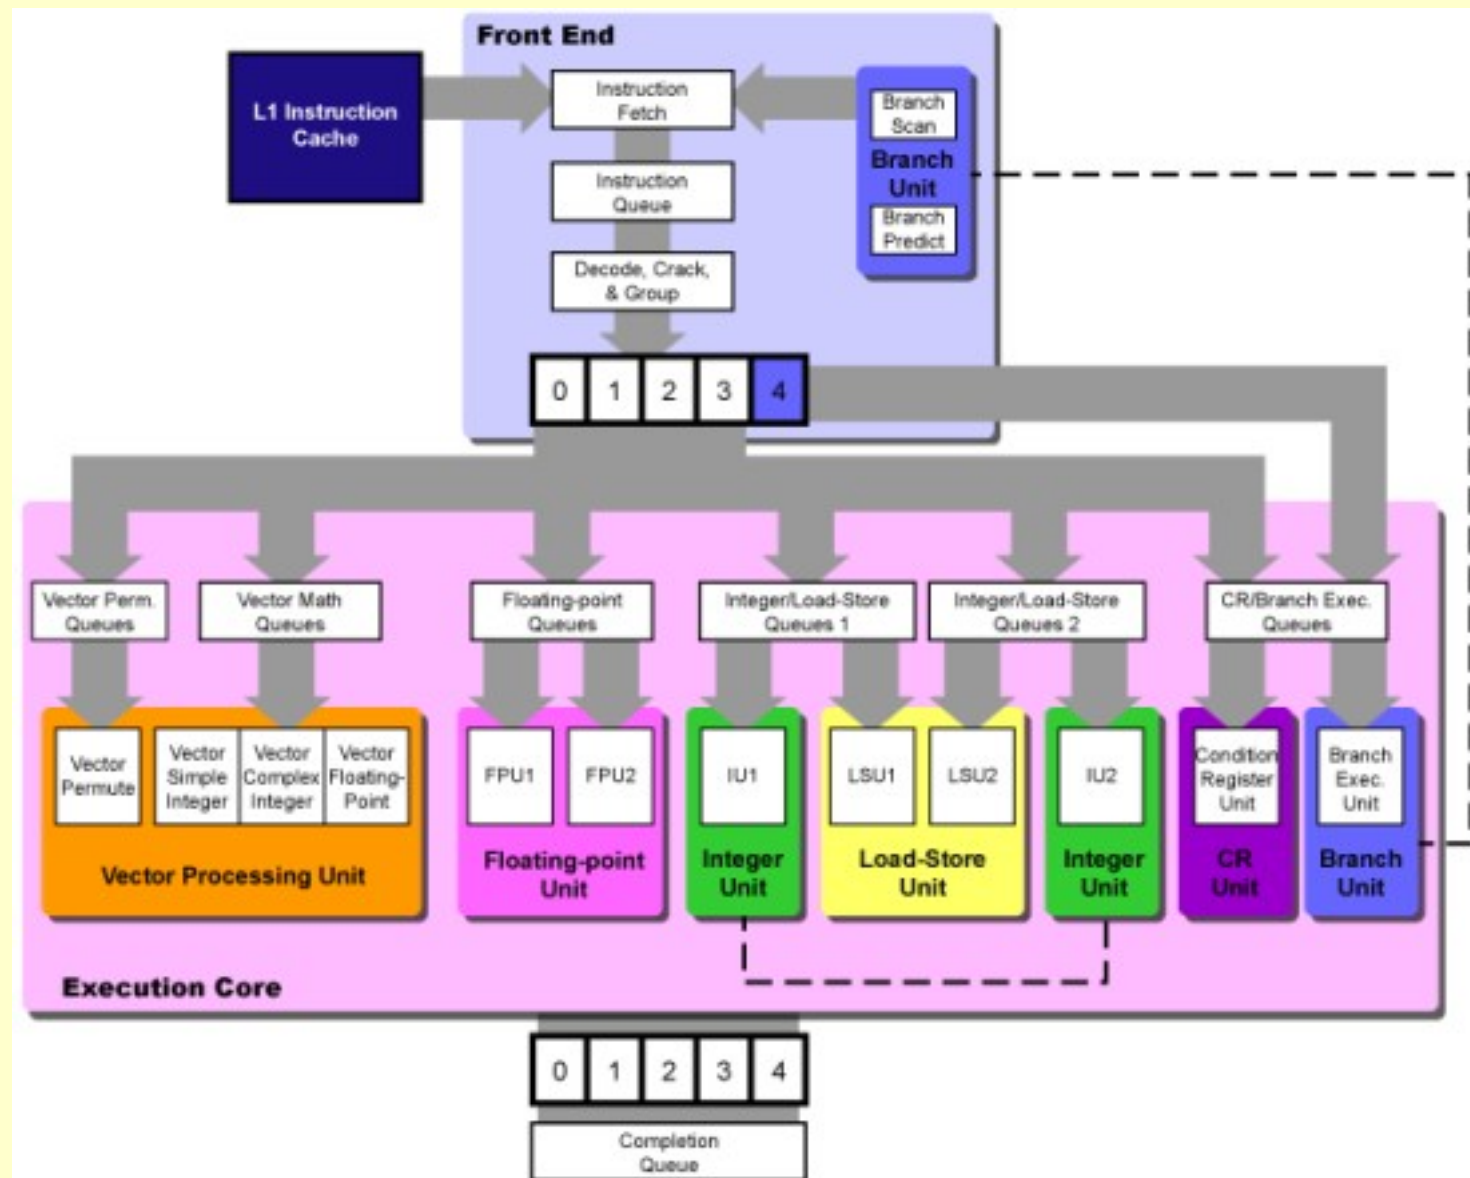 Front End
L1 Instruction
Cache
Instruction
Fetch
Branch
Scan
Branch
Unit
Branch
Predict
Instruction
Queue
Decode, Crack,
& Group
0 1 2 3 4
Vector Perm.
Queues
Vector Math
Queues
Floating-point
Queues
Integer/Load-Store
Queues 1
Integer/Load-Store
Queues 2
CR/Branch Exec.
Queues
Vector
Permute
Vector
Simple
Integer
Vector
Complex
Integer
Vector
Floating-
Point
Vector Processing Unit
FPU1
FPU2
Floating-point
Unit
IU1
Integer
Unit
LSU1
LSU2
Load-Store
Unit
IU2
Integer
Unit
Condition
Register
Unit
CR
Unit
Branch
Exec.
Unit
Branch
Unit
Execution Core
0 1 2 3 4
Completion
Queue